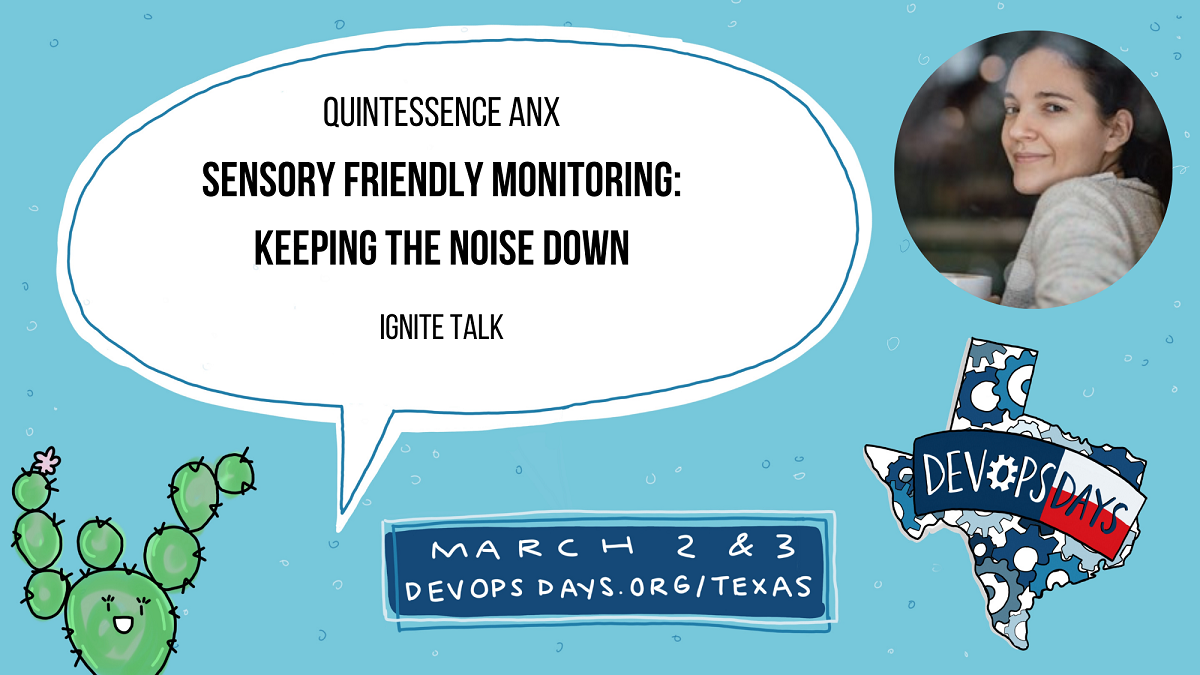 QUINTESSENCE ANX
SENSORY FRIENDLY MONITORING:
KEEPING THE NOISE DOWN
IGNITE TALK
DEVOPSDAYS
MARCH 2 & 3
DEVOPSDAYS.ORG/TEXAS